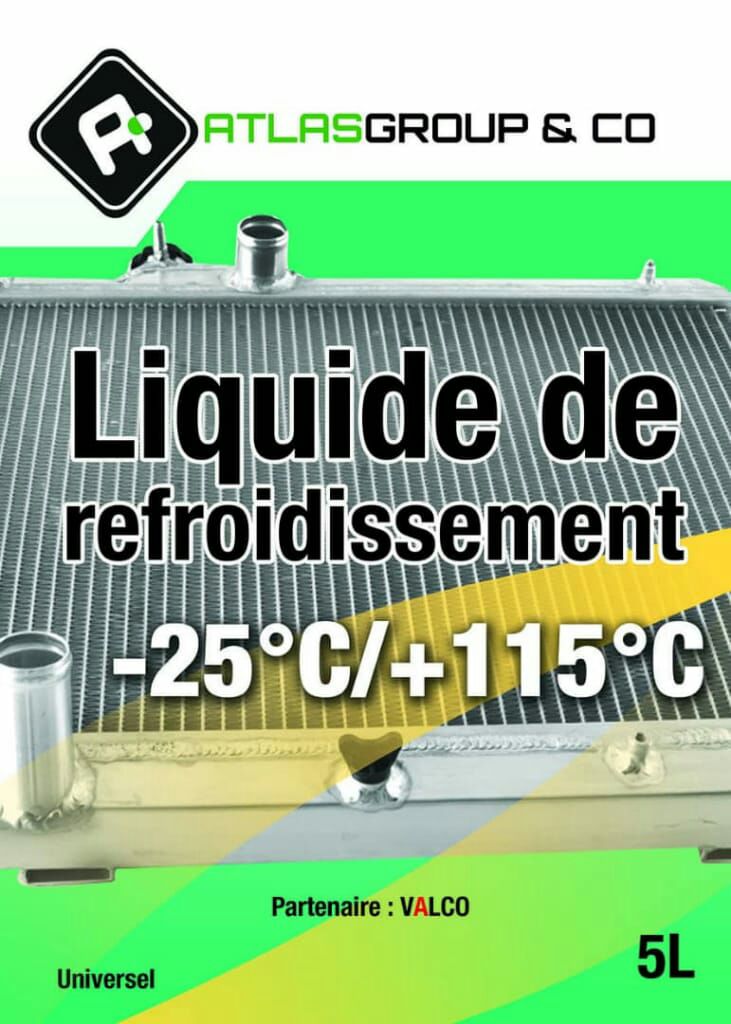 ATLASGROUP & CO
Liquide de
refroidissement
-25°C/+115°C
Partenaire : VALCO
5L
Universel